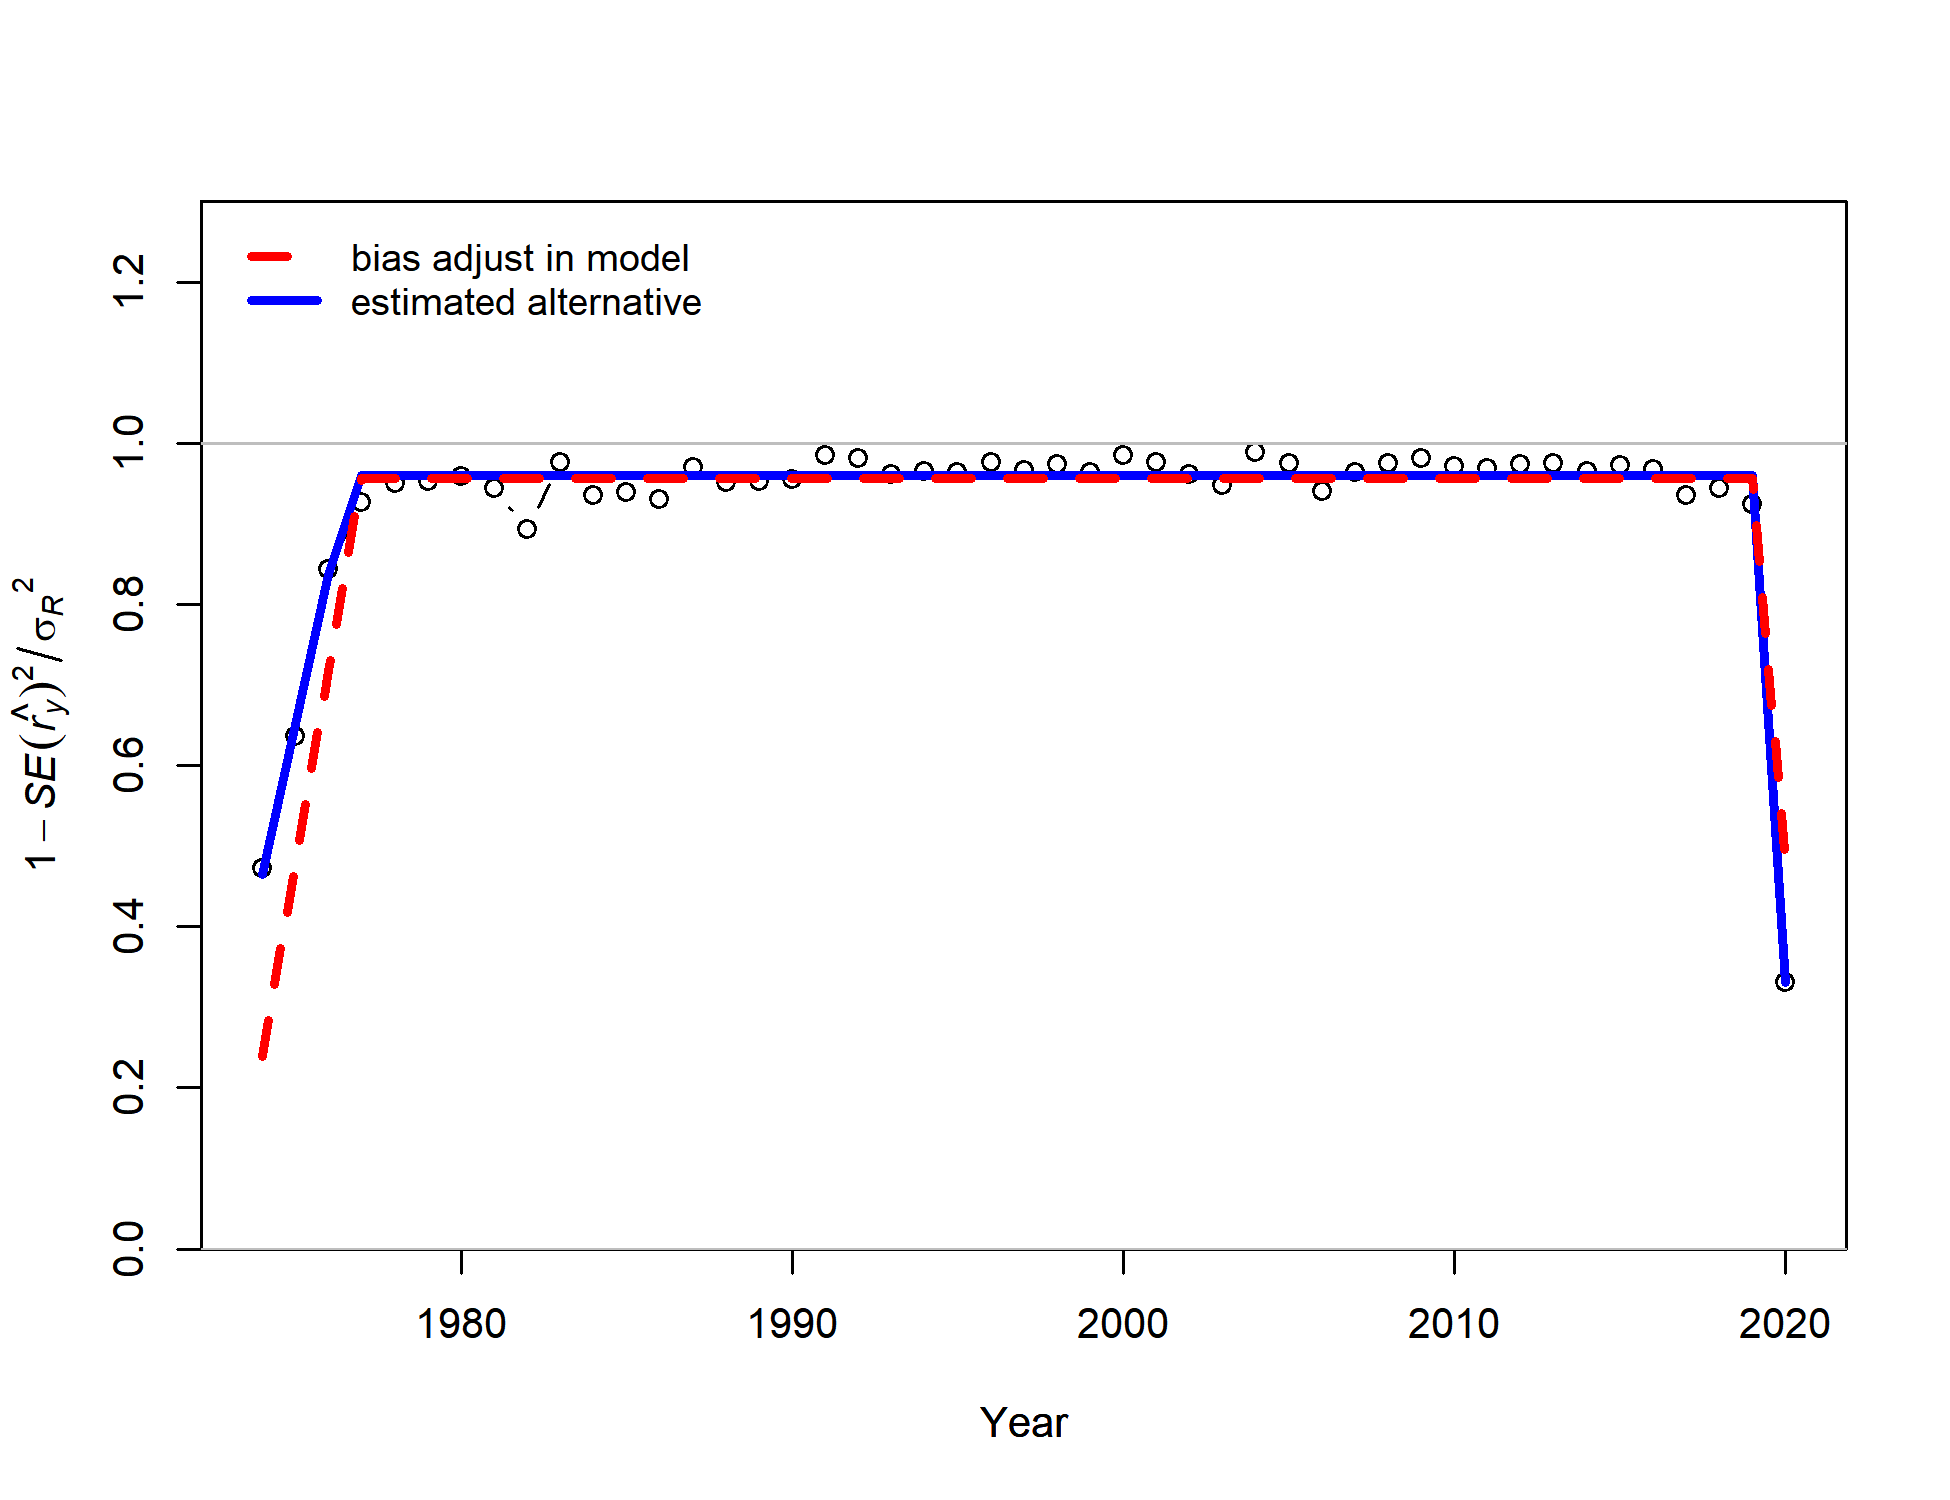 bias adjust in model
estimated alternative
1 − SE(r̂y)² / σR²
1.2
1.0
0.8
0.6
0.4
0.2
0.0
1980 1990 2000 2010 2020
Year